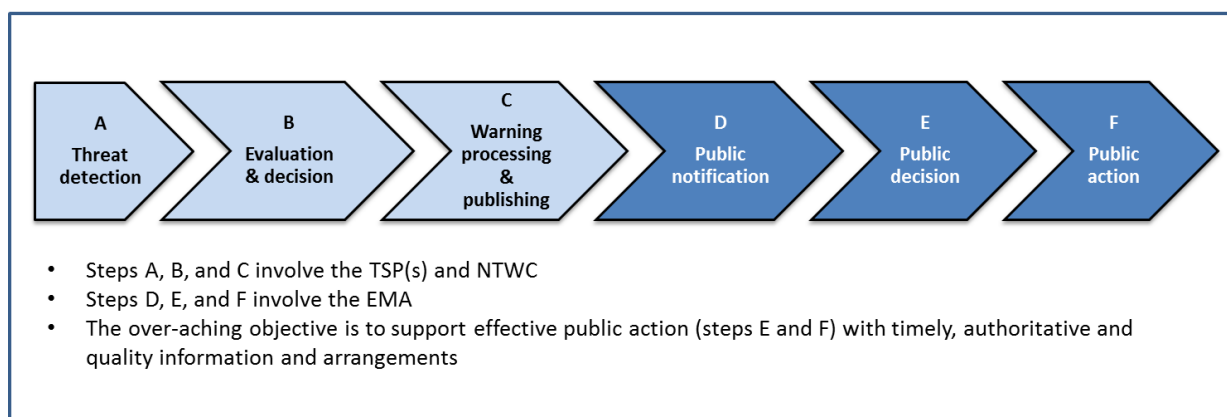 A
Threat
detection
B
Evaluation
& decision
C
Warning
processing
&
publishing
D
Public
notification
E
Public
decision
F
Public
action
• Steps A, B, and C involve the TSP(s) and NTWC
• Steps D, E, and F involve the EMA
• The over-aching objective is to support effective public action (steps E and F) with timely, authoritative and
quality information and arrangements